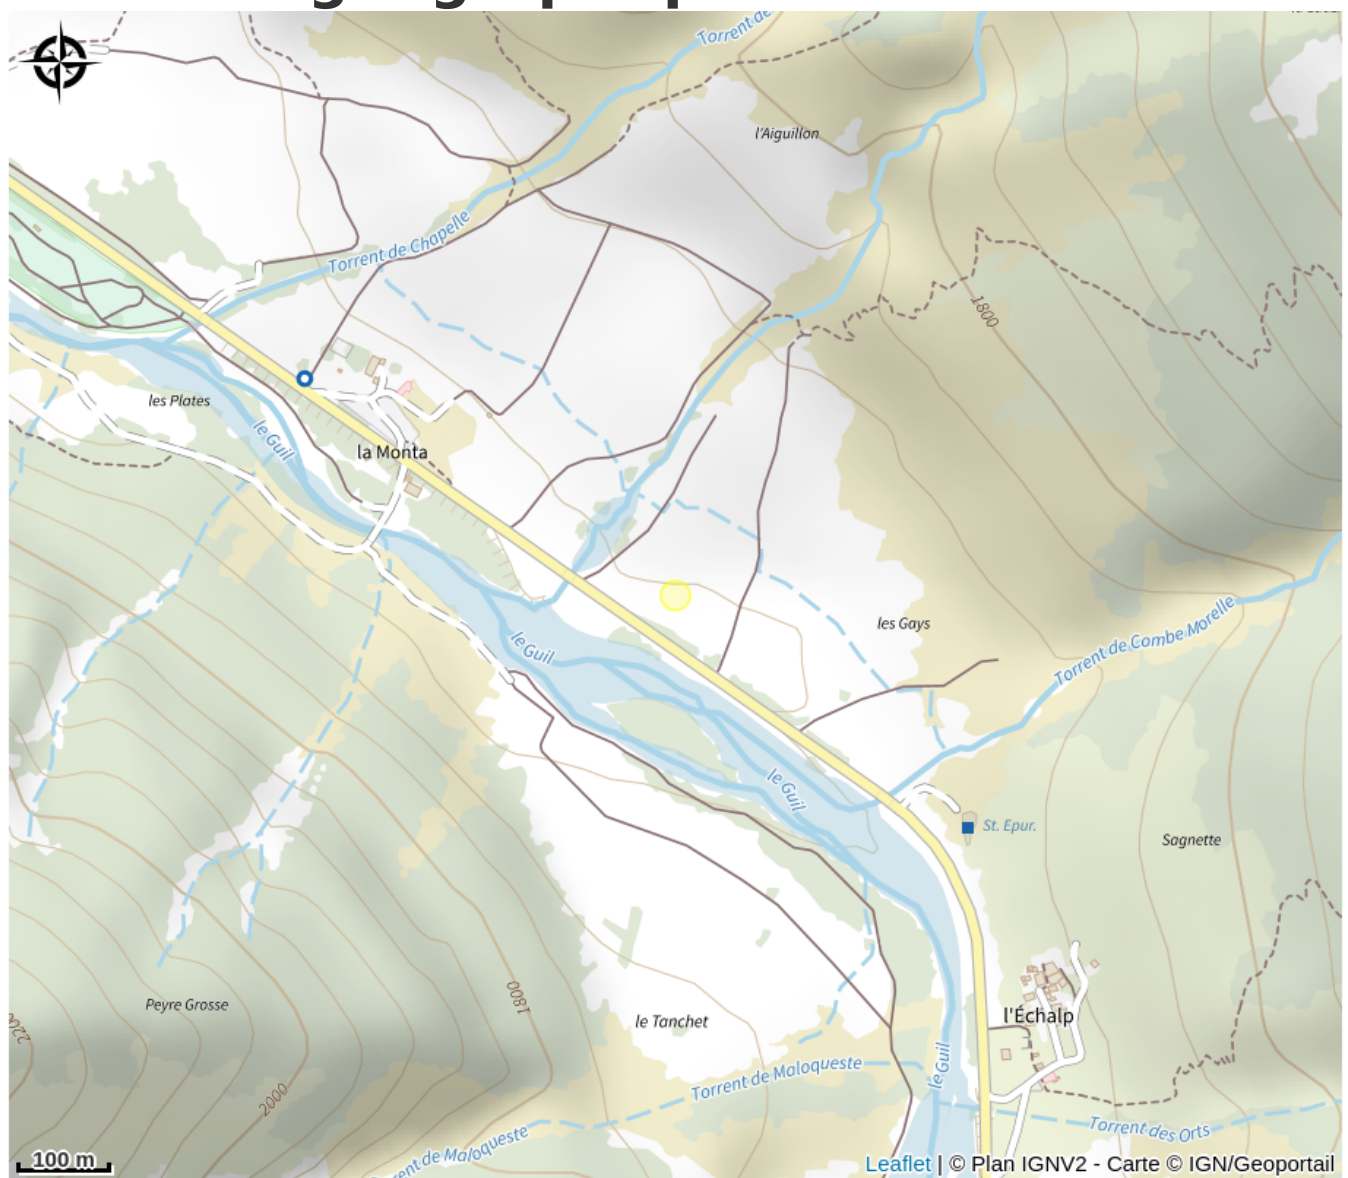 Torrent de
l'Aiguillon
Torrent de Chapelle
1800
les Plates
le Guil
la Monta
les Gays
Torrent de Combe Morelle
le Guil
le Guil
St. Epur.
Sagnette
Peyre Grosse
1800
le Tanchet
l'Échalp
2000
le Guil
Torrent de Maloqueste
Torrent des Orts
rent de Maloqueste
100 m
Leaflet | © Plan IGNV2 - Carte © IGN/Geoportail